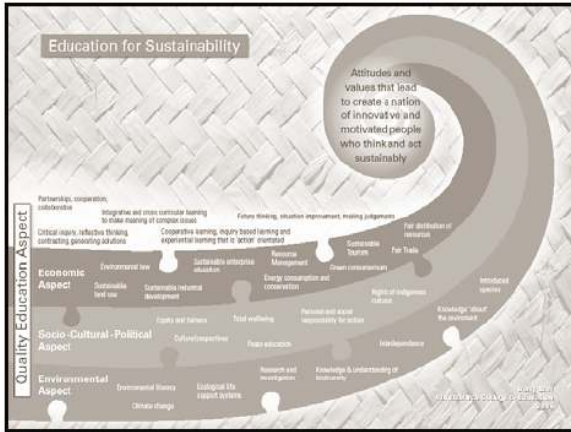 Education for Sustainability
Attitudes and
values that lead
to create a nation
of innovative and
motivated people
who think and act
sustainably
Quality Education Aspect
Partnerships, cooperation,
collaborative
Integrative and cross curricular learning
to make meaning of complex issues
Future thinking, situation improvement, making judgements
Critical inquiry, reflective thinking,
contrasting generating solutions
Cooperative learning, inquiry based learning and
experiential learning that is 'action' orientated
Fair distribution of
resources
Economic
Aspect
Environmental law
Sustainable enterprise
education
Resource
Management
Sustainable
Tourism
Fair Trade
Green consumerism
Sustainable
land use
Sustainable industrial
development
Energy consumption and
conservation
Introduced
species
Rights of indigenous
cultures
Equity and fairness
Total wellbeing
Personal and social
responsibility for action
Knowledge 'about'
the environment
Socio-Cultural-Political
Aspect
Cultural perspectives
Peace education
Interdependence
Environmental
Aspect
Environmental literacy
Ecological life
support systems
Research and
investigation
Knowledge & understanding of
biodiversity
Climate change